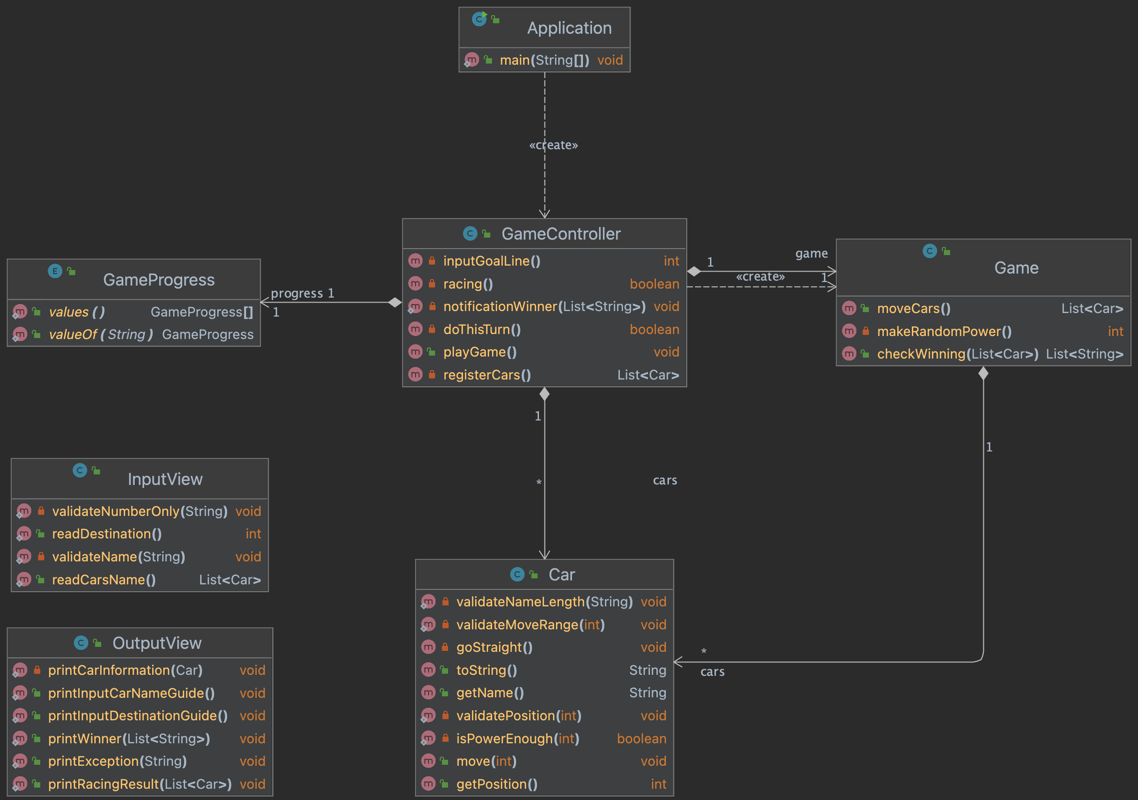 Application
main(String[]) void
«create»
GameController
inputGoalLine() int
racing() boolean
notificationWinner(List<String>) void
doThisTurn() boolean
playGame() void
registerCars() List<Car>
GameProgress
values () GameProgress[]
valueOf (String ) GameProgress
progress 1
1
1
game
«create»
1
Game
moveCars() List<Car>
makeRandomPower() int
checkWinning(List<Car>) List<String>
1
*
cars
1
InputView
validateNumberOnly(String) void
readDestination() int
validateName(String) void
readCarsName() List<Car>
Car
validateNameLength(String) void
validateMoveRange(int) void
goStraight() void
toString() String
getName() String
validatePosition(int) void
isPowerEnough(int) boolean
move(int) void
getPosition() int
*
cars
OutputView
printCarInformation(Car) void
printInputCarNameGuide() void
printInputDestinationGuide() void
printWinner(List<String>) void
printException(String) void
printRacingResult(List<Car>) void